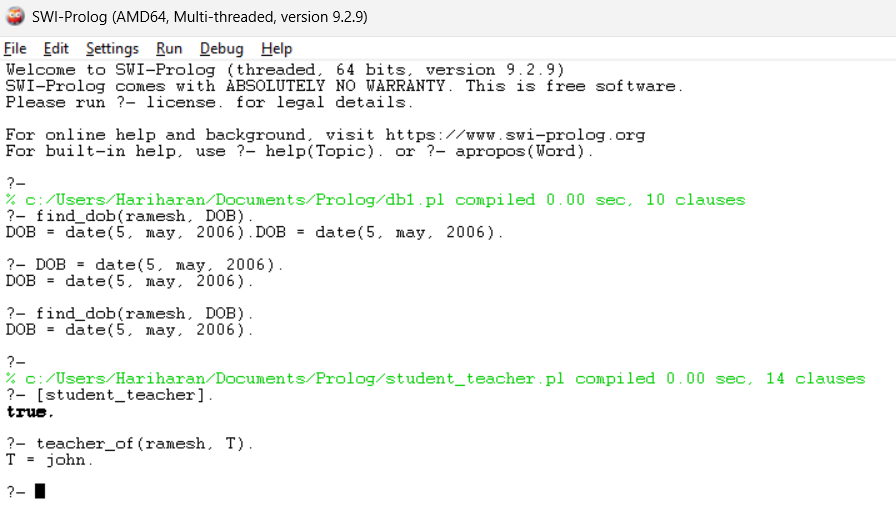 SWI-Prolog (AMD64, Multi-threaded, version 9.2.9)
File Edit Settings Run Debug Help
Welcome to SWI-Prolog (threaded, 64 bits, version 9.2.9)
SWI-Prolog comes with ABSOLUTELY NO WARRANTY. This is free software.
Please run ?- license. for legal details.

For online help and background, visit https://www.swi-prolog.org
For built-in help, use ?- help(Topic). or ?- apropos(Word).

?-
% c:/Users/Hariharan/Documents/Prolog/db1.pl compiled 0.00 sec, 10 clauses
?- find_dob(ramesh, DOB).
DOB = date(5, may, 2006).DOB = date(5, may, 2006).

?- DOB = date(5, may, 2006).
DOB = date(5, may, 2006).

?- find_dob(ramesh, DOB).
DOB = date(5, may, 2006).

?-
% c:/Users/Hariharan/Documents/Prolog/student_teacher.pl compiled 0.00 sec, 14 clauses
?- [student_teacher].
true.

?- teacher_of(ramesh, T).
T = john.

?-